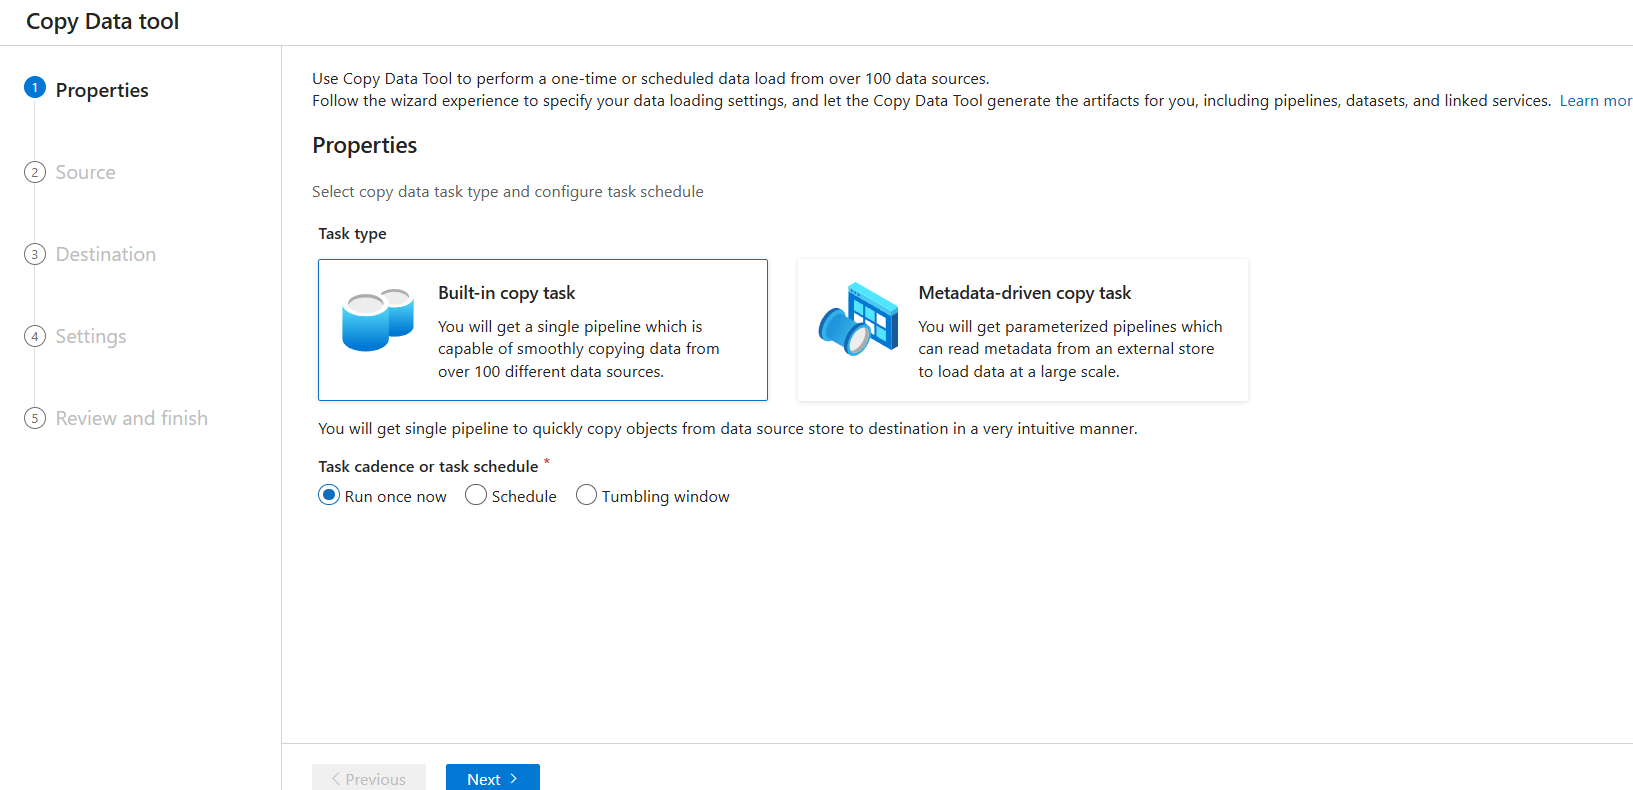 Copy Data tool
1 Properties
2 Source
3 Destination
4 Settings
5 Review and finish
Use Copy Data Tool to perform a one-time or scheduled data load from over 100 data sources.
Follow the wizard experience to specify your data loading settings, and let the Copy Data Tool generate the artifacts for you, including pipelines, datasets, and linked services. Learn mor
Properties
Select copy data task type and configure task schedule
Task type
Built-in copy task
You will get a single pipeline which is
capable of smoothly copying data from
over 100 different data sources.
Metadata-driven copy task
You will get parameterized pipelines which
can read metadata from an external store
to load data at a large scale.
You will get single pipeline to quickly copy objects from data source store to destination in a very intuitive manner.
Task cadence or task schedule *
Run once now Schedule Tumbling window
< Previous Next >